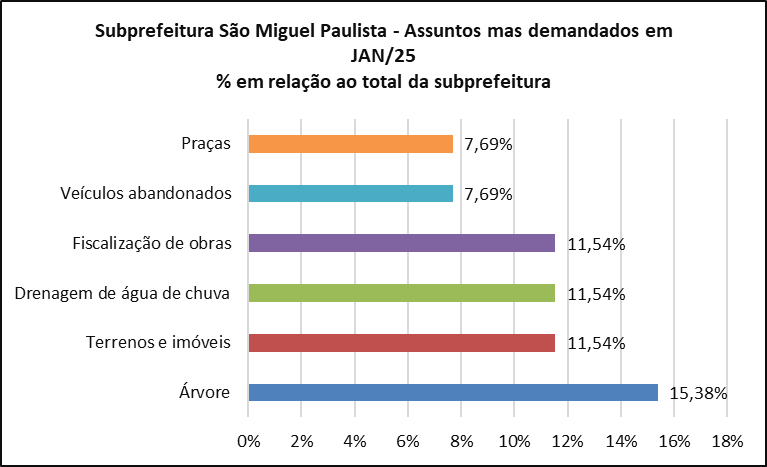 Subprefeitura São Miguel Paulista - Assuntos mas demandados em
JAN/25
% em relação ao total da subprefeitura
Praças 7,69%
Veículos abandonados 7,69%
Fiscalização de obras 11,54%
Drenagem de água de chuva 11,54%
Terrenos e imóveis 11,54%
Árvore 15,38%
0% 2% 4% 6% 8% 10% 12% 14% 16% 18%